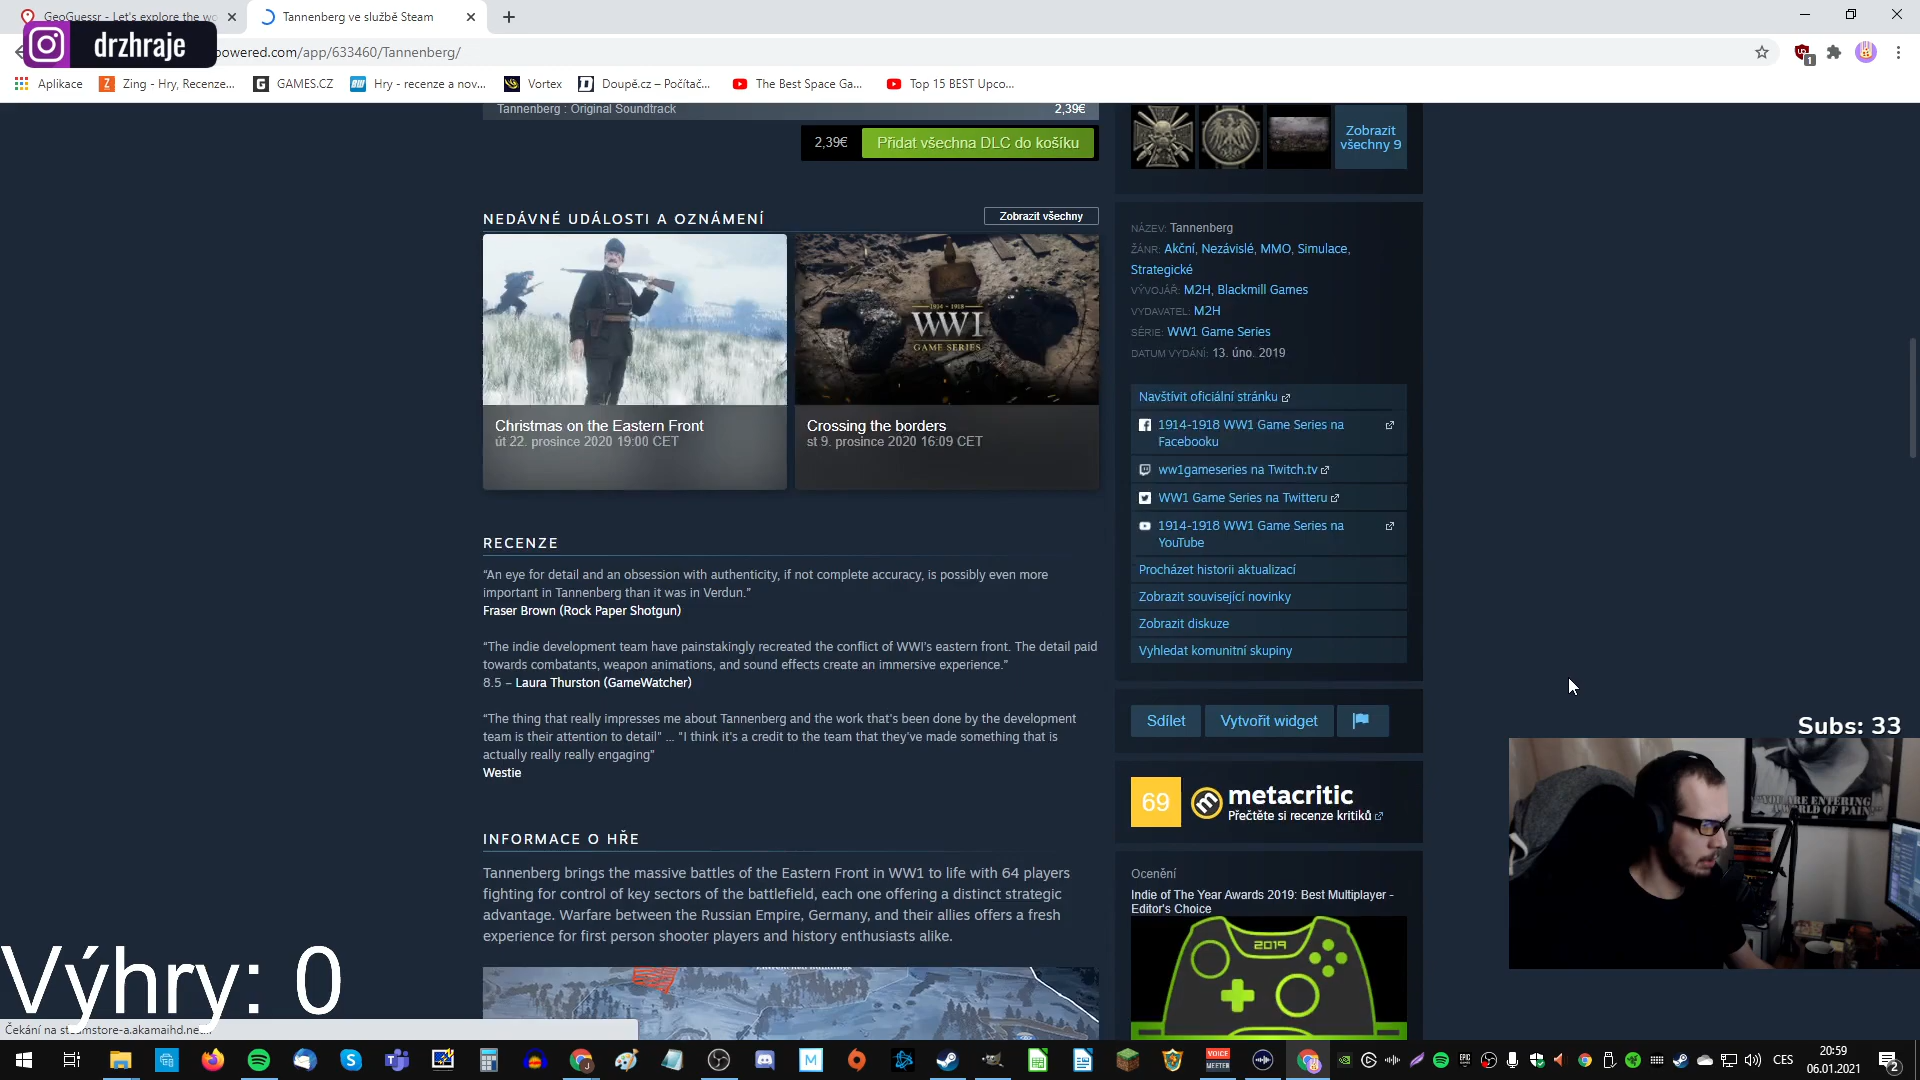 GeoGuessr - Let's explore the wo
Tannenberg ve službě Steam
drzhraje
powered.com/app/633460/Tannenberg/
Aplikace
Zing - Hry, Recenze...
GAMES.CZ
Hry - recenze a nov...
Vortex
Doupě.cz – Počítač...
The Best Space Ga...
Top 15 BEST Upco...
Tannenberg : Original Soundtrack
2,39€
2,39€
Přidat všechna DLC do košíku
Zobrazit
všechny 9
NEDÁVNÉ UDÁLOSTI A OZNÁMENÍ
Zobrazit všechny
1914 - 1918
WWI
GAME SERIES
Christmas on the Eastern Front
út 22. prosince 2020 19:00 CET
Crossing the borders
st 9. prosince 2020 16:09 CET
RECENZE
“An eye for detail and an obsession with authenticity, if not complete accuracy, is possibly even more
important in Tannenberg than it was in Verdun.”
Fraser Brown (Rock Paper Shotgun)
“The indie development team have painstakingly recreated the conflict of WWI's eastern front. The detail paid
towards combatants, weapon animations, and sound effects create an immersive experience.”
8.5 – Laura Thurston (GameWatcher)
“The thing that really impresses me about Tannenberg and the work that's been done by the development
team is their attention to detail” ... “I think it's a credit to the team that they've made something that is
actually really really engaging”
Westie
INFORMACE O HŘE
Tannenberg brings the massive battles of the Eastern Front in WW1 to life with 64 players
fighting for control of key sectors of the battlefield, each one offering a distinct strategic
advantage. Warfare between the Russian Empire, Germany, and their allies offers a fresh
experience for first person shooter players and history enthusiasts alike.
NÁZEV: Tannenberg
ŽÁNR: Akční, Nezávislé, MMO, Simulace,
Strategické
VÝVOJÁŘ: M2H, Blackmill Games
VYDAVATEL: M2H
SÉRIE: WW1 Game Series
DATUM VYDÁNÍ: 13. úno. 2019
Navštívit oficiální stránku
1914-1918 WW1 Game Series na
Facebooku
ww1gameseries na Twitch.tv
WW1 Game Series na Twitteru
1914-1918 WW1 Game Series na
YouTube
Procházet historii aktualizací
Zobrazit související novinky
Zobrazit diskuze
Vyhledat komunitní skupiny
Sdílet
Vytvořit widget
69
metacritic
Přečtěte si recenze kritiků
Ocenění
Indie of The Year Awards 2019: Best Multiplayer -
Editor's Choice
2019
Subs: 33
YOU ARE ENTERING
A WORLD OF PAIN
Výhry: 0
Čekání na steamstore-a.akamaihd.ne...
VOICE
MEETER
CES
20:59
06.01.2021
2